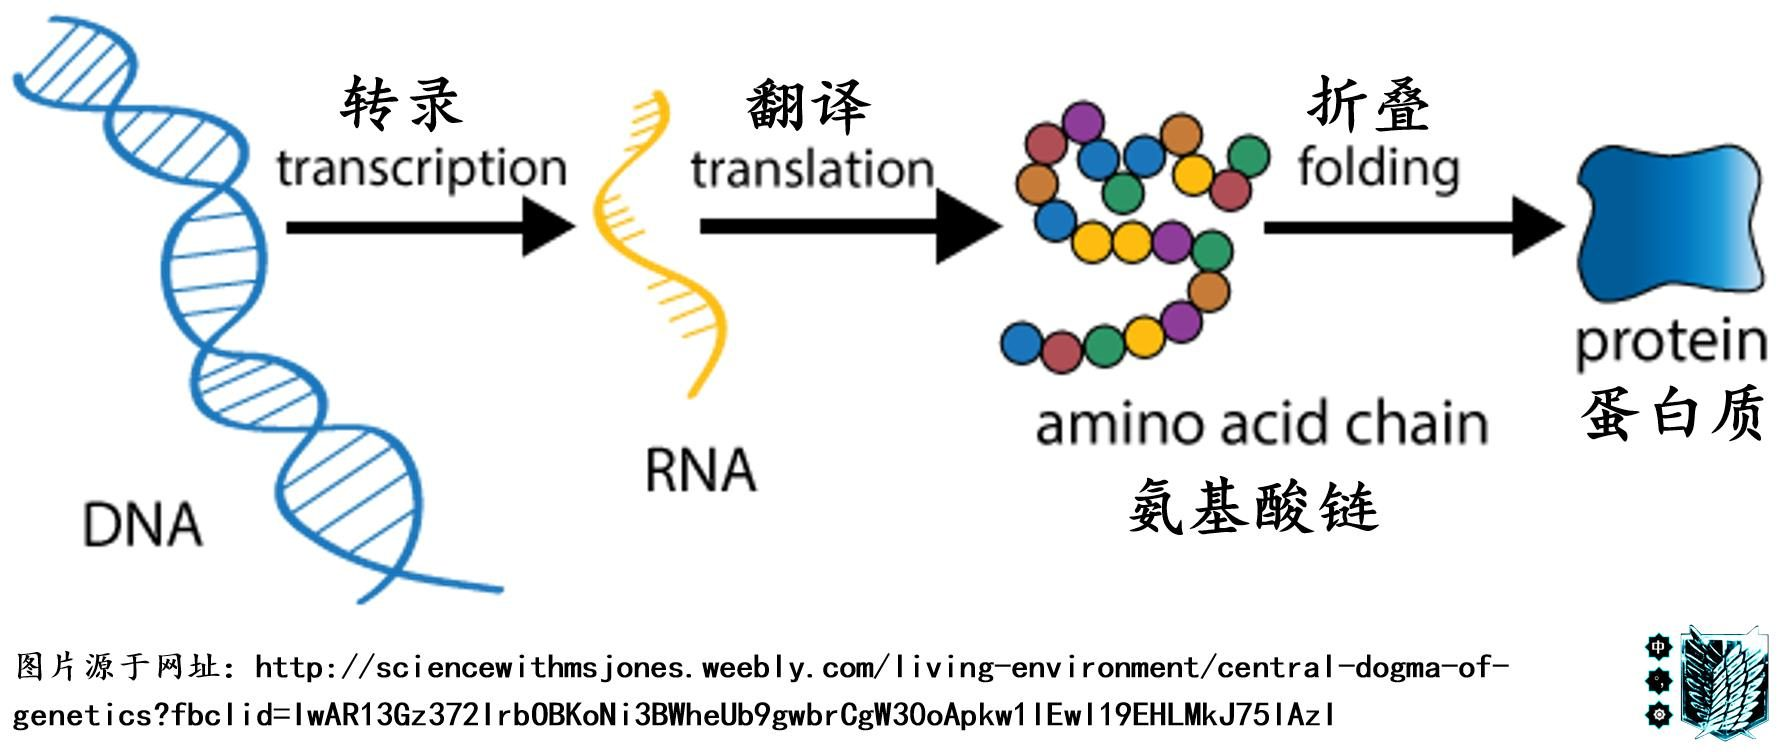 转录
transcription
翻译
translation
折叠
folding
DNA
RNA
amino acid chain
氨基酸链
protein
蛋白质
图片源于网址：http://sciencewithmsjones.weebly.com/living-environment/central-dogma-of-
genetics?fbclid=IwAR13Gz372IrbOBKoNi3BWheUb9gwbrCgW30oApkw1IEwI19EHLMkJ75IAzI
中